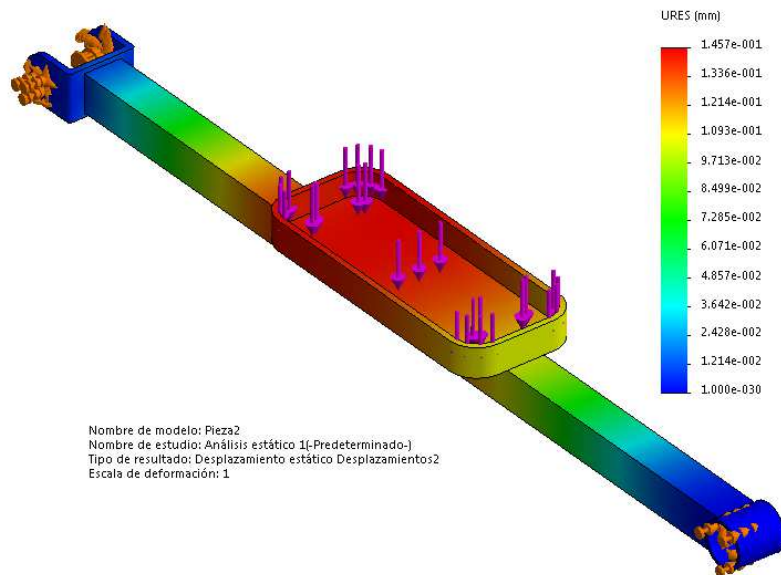 URES (mm)
1.457e-001
1.336e-001
1.214e-001
1.093e-001
9.713e-002
8.499e-002
7.285e-002
6.071e-002
4.857e-002
3.642e-002
2.428e-002
1.214e-002
1.000e-030
Nombre de modelo: Pieza2
Nombre de estudio: Análisis estático 1(-Predeterminado-)
Tipo de resultado: Desplazamiento estático Desplazamientos2
Escala de deformación: 1